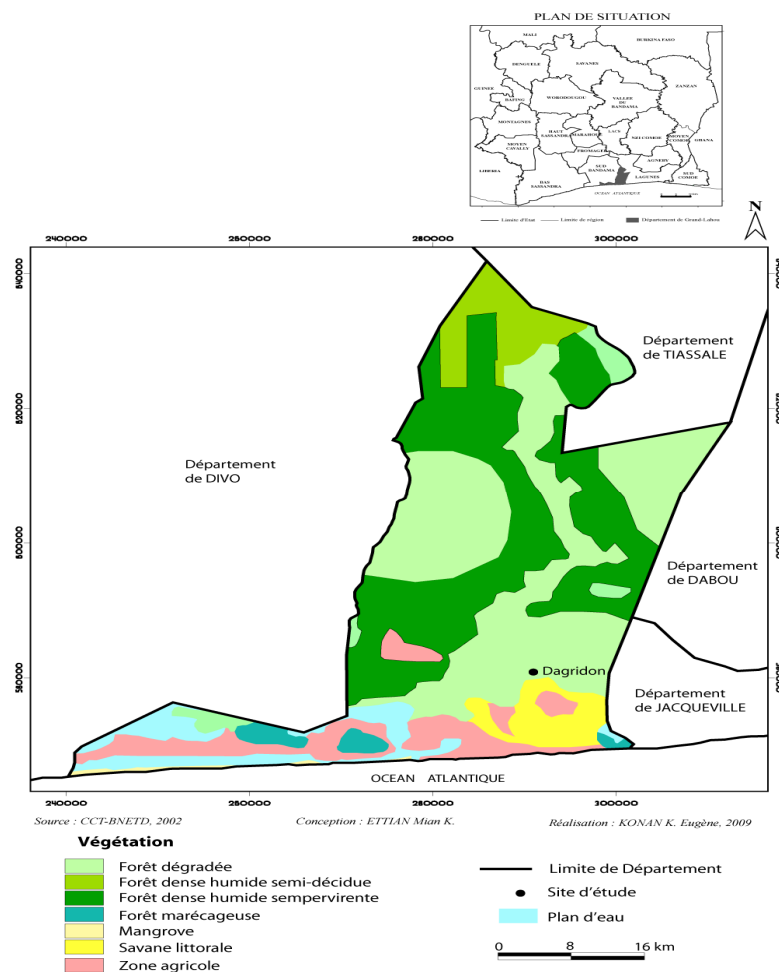 PLAN DE SITUATION
MALI
BURKINA FASO
DENGUELE
SAVANES
GUINEE
ZANZAN
BAFING
WORODOUGOU
VALLEE
DU
BANDAMA
MONTAGNES
HAUT
SASSANDRA
MARAHOUE
LACS
N'ZI COMOE
MOYEN
COMOE
GHANA
MOYEN
CAVALLY
FROMAGER
AGNEBY
LIBERIA
SUD
BANDAMA
LAGUNES
SUD
COMOE
BAS
SASSANDRA
OCEAN ATLANTIQUE
Limite d'Etat
Limite de région
Département de Grand-Lahou
N
240000
260000
280000
300000
Département
de TIASSALE
Département
de DIVO
Département
de DABOU
Dagridon
Département
de JACQUEVILLE
OCEAN ATLANTIQUE
240000
260000
280000
300000
Source : CCT-BNETD, 2002
Conception : ETTIAN Mian K.
Réalisation : KONAN K. Eugène, 2009
Végétation
Forêt dégradée
Forêt dense humide semi-décidue
Forêt dense humide sempervirente
Forêt marécageuse
Mangrove
Savane littorale
Zone agricole
Limite de Département
Site d'étude
Plan d'eau
0 8 16 km